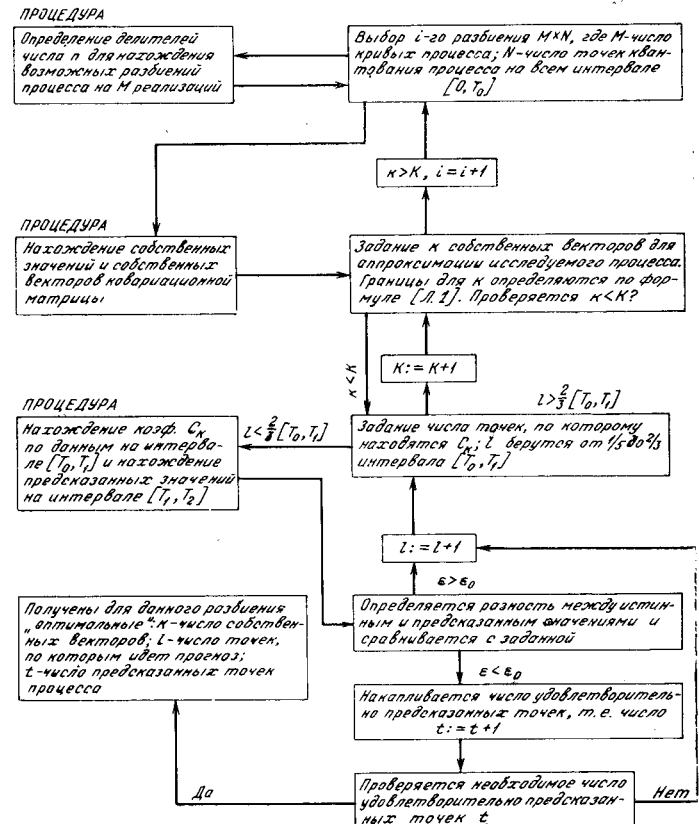 ПРОЦЕДУРА
Определение делителей
числа n для нахождения
возможных разбиений
процесса на M реализаций
Выбор i-го разбиения M×N, где M-число
кривых процесса; N-число точек кван-
тования процесса на всем интервале
[0, T₀]
к>K, i=i+1
ПРОЦЕДУРА
Нахождение собственных
значений и собственных
векторов ковариационной
матрицы
Задание к собственных векторов для
аппроксимации исследуемого процесса.
Границы для к определяются по фор-
муле [Л.1]. Проверяется к<K?
к<K
К:=К+1
l>2/3[T₀,T₁]
ПРОЦЕДУРА
Нахождение коэф. Cₖ
по данным на интерва-
ле [T₀,T₁] и нахождение
предсказанных значений
на интервале [T₁,T₂]
l<2/3[T₀,T₁]
Задание числа точек, по которому
находятся Cₖ; l берутся от 1/5 до 2/3
интервала [T₀,T₁]
l:=l+1
ε>ε₀
Получены для данного разбиения
„оптимальные": к-число собствен-
ных векторов; l-число точек,
по которым идет прогноз;
t-число предсказанных точек
процесса
Определяется разность между истин-
ным и предсказанным значениями и
сравнивается с заданной
ε<ε₀
Накапливается число удовлетворитель-
но предсказанных точек, т.е. число
t:=t+1
Да
Проверяется необходимое число
удовлетворительно предсказан-
ных точек t
Нет